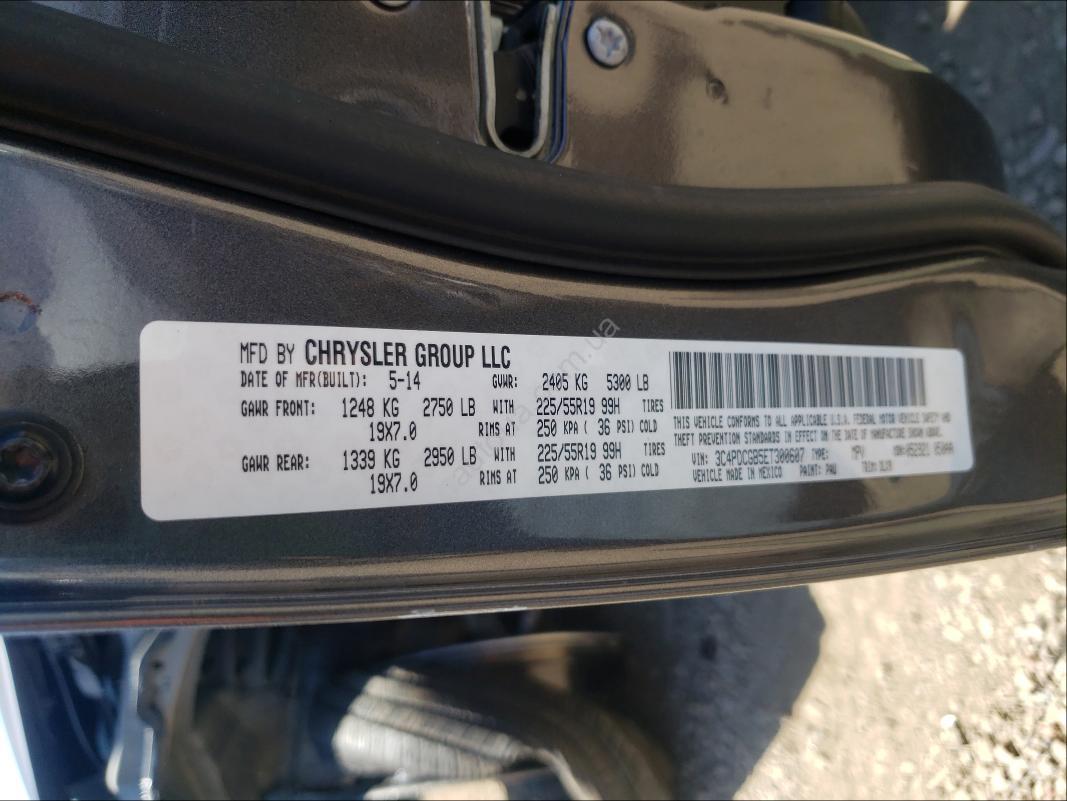 MFD BY CHRYSLER GROUP LLC
DATE OF MFR(BUILT): 5-14 GVWR: 2405 KG 5300 LB
GAWR FRONT: 1248 KG 2750 LB WITH 225/55R19 99H TIRES
19X7.0 RIMS AT 250 KPA ( 36 PSI) COLD
GAWR REAR: 1339 KG 2950 LB WITH 225/55R19 99H TIRES
19X7.0 RIMS AT 250 KPA ( 36 PSI) COLD
THIS VEHICLE CONFORMS TO ALL APPLICABLE U.S.A. FEDERAL MOTOR VEHICLE SAFETY AND
THEFT PREVENTION STANDARDS IN EFFECT ON THE DATE OF MANUFACTURE SHOWN ABOVE.
VIN: 3C4PDCGB5ET300607 TYPE: MPV
VEHICLE MADE IN MEXICO PAINT: PAU TRIM: